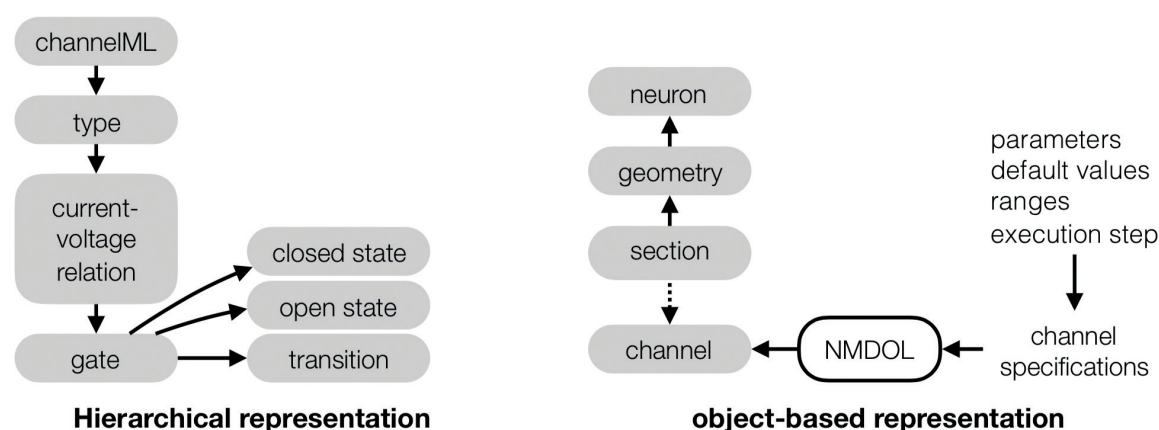 channelML
type
current-
voltage
relation
gate
closed state
open state
transition
Hierarchical representation
neuron
geometry
section
channel
NMDOL
parameters
default values
ranges
execution step
channel
specifications
object-based representation